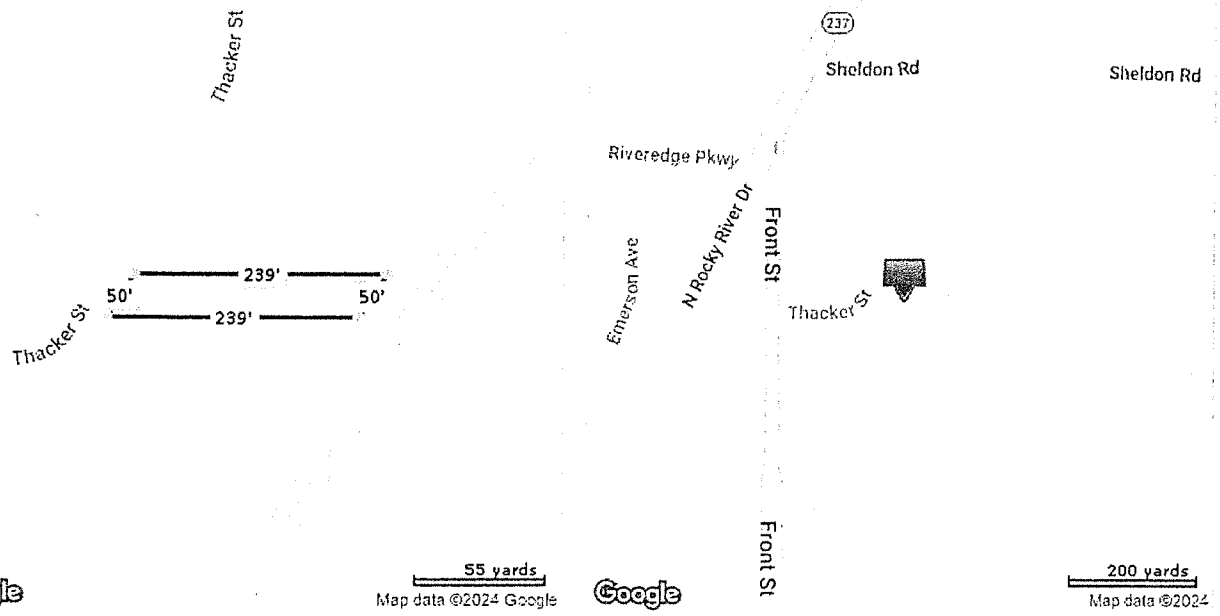 Thacker St
239'
50'
50'
239'
Thacker St
55 yards
Map data ©2024 Google
237
Sheldon Rd
Sheldon Rd
Riveredge Pkwy
N Rocky River Dr
Front St
Emerson Ave
Thacker St
Front St
Google
200 yards
Map data ©2024